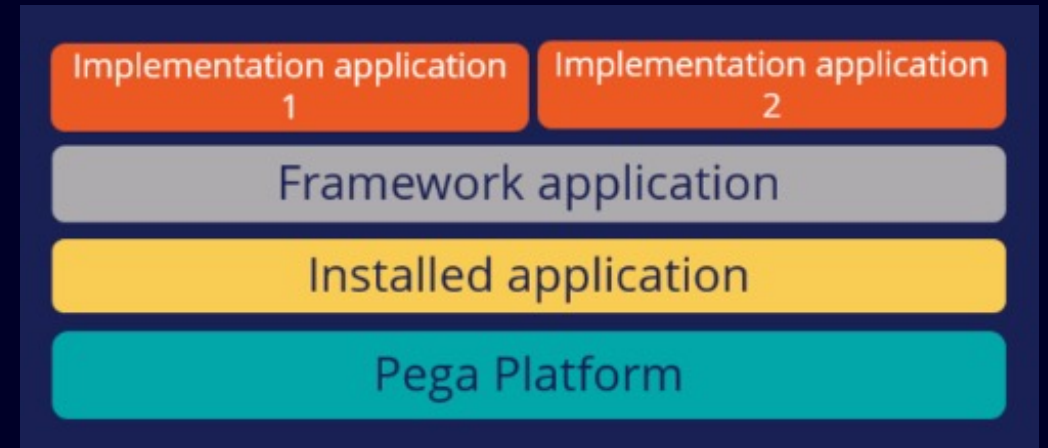 Implementation application
1
Implementation application
2
Framework application
Installed application
Pega Platform